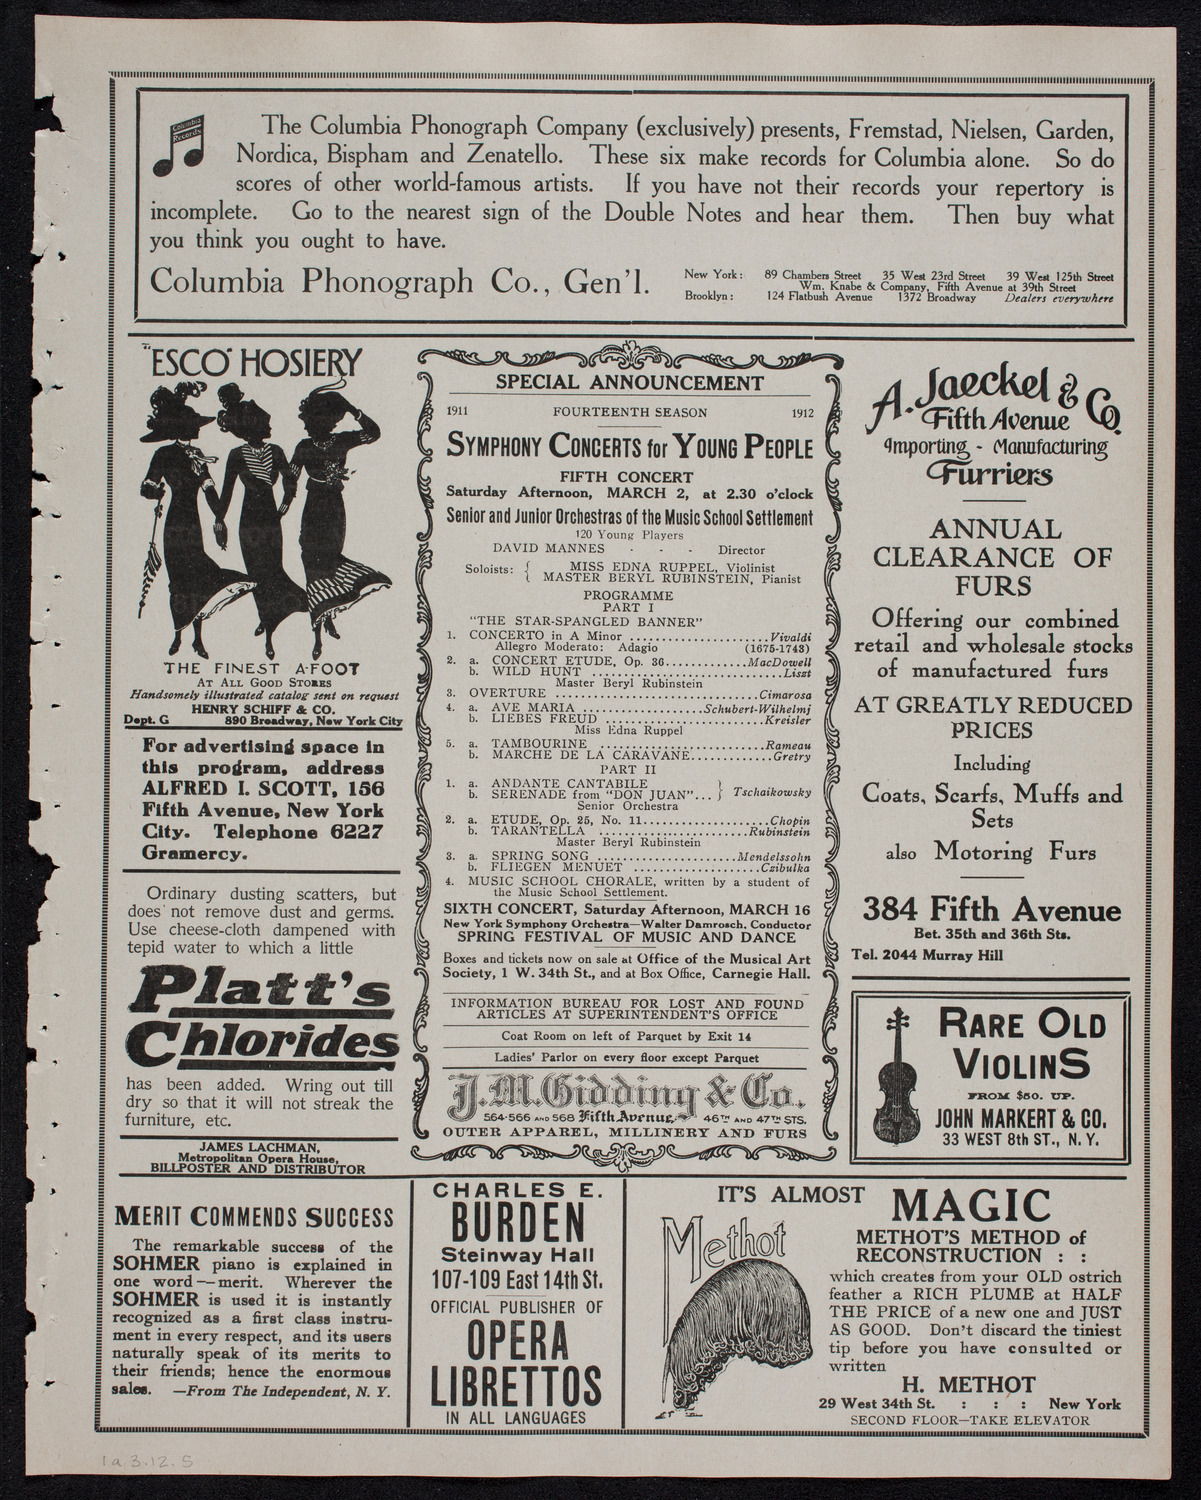 Columbia
Records
The Columbia Phonograph Company (exclusively) presents, Fremstad, Nielsen, Garden,
Nordica, Bispham and Zenatello. These six make records for Columbia alone. So do
scores of other world-famous artists. If you have not their records your repertory is
incomplete. Go to the nearest sign of the Double Notes and hear them. Then buy what
you think you ought to have.
Columbia Phonograph Co., Gen'l.
New York: 89 Chambers Street 35 West 23rd Street 39 West 125th Street
Wm. Knabe & Company, Fifth Avenue at 39th Street
Brooklyn: 124 Flatbush Avenue 1372 Broadway Dealers everywhere
"ESCO" HOSIERY
THE FINEST A-FOOT
AT ALL GOOD STORES
Handsomely illustrated catalog sent on request
HENRY SCHIFF & CO.
Dept. G 890 Broadway, New York City
For advertising space in
this program, address
ALFRED I. SCOTT, 156
Fifth Avenue, New York
City. Telephone 6227
Gramercy.
Ordinary dusting scatters, but
does not remove dust and germs.
Use cheese-cloth dampened with
tepid water to which a little
Platt's
Chlorides
has been added. Wring out till
dry so that it will not streak the
furniture, etc.
JAMES LACHMAN,
Metropolitan Opera House,
BILLPOSTER AND DISTRIBUTOR
SPECIAL ANNOUNCEMENT
1911 FOURTEENTH SEASON 1912
SYMPHONY CONCERTS for YOUNG PEOPLE
FIFTH CONCERT
Saturday Afternoon, MARCH 2, at 2.30 o'clock
Senior and Junior Orchestras of the Music School Settlement
120 Young Players
DAVID MANNES - - - Director
Soloists: { MISS EDNA RUPPEL, Violinist
{ MASTER BERYL RUBINSTEIN, Pianist
PROGRAMME
PART I
"THE STAR-SPANGLED BANNER"
1. CONCERTO in A Minor ......................Vivaldi
Allegro Moderato: Adagio (1675-1743)
2. a. CONCERT ETUDE, Op. 36............MacDowell
b. WILD HUNT ............................Liszt
Master Beryl Rubinstein
3. OVERTURE ................................Cimarosa
4. a. AVE MARIA .................Schubert-Wilhelmj
b. LIEBES FREUD ........................Kreisler
Miss Edna Ruppel
5. a. TAMBOURINE .........................Rameau
b. MARCHE DE LA CARAVANE............Gretry
PART II
1. a. ANDANTE CANTABILE }
b. SERENADE from "DON JUAN"... } Tschaikowsky
Senior Orchestra
2. a. ETUDE, Op. 25, No. 11...................Chopin
b. TARANTELLA .......................Rubinstein
Master Beryl Rubinstein
3. a. SPRING SONG .....................Mendelssohn
b. FLIEGEN MENUET ...................Czibulka
4. MUSIC SCHOOL CHORALE, written by a student of
the Music School Settlement.
SIXTH CONCERT, Saturday Afternoon, MARCH 16
New York Symphony Orchestra—Walter Damrosch, Conductor
SPRING FESTIVAL OF MUSIC AND DANCE
Boxes and tickets now on sale at Office of the Musical Art
Society, 1 W. 34th St., and at Box Office, Carnegie Hall.
INFORMATION BUREAU FOR LOST AND FOUND
ARTICLES AT SUPERINTENDENT'S OFFICE
Coat Room on left of Parquet by Exit 14
Ladies' Parlor on every floor except Parquet
J.M.Gidding & Co.
564-566 AND 568 Fifth Avenue, 46TH AND 47TH STS.
OUTER APPAREL, MILLINERY AND FURS
A. Jaeckel & Co.
Fifth Avenue
Importing - Manufacturing
Furriers
ANNUAL
CLEARANCE OF
FURS
Offering our combined
retail and wholesale stocks
of manufactured furs
AT GREATLY REDUCED
PRICES
Including
Coats, Scarfs, Muffs and
Sets
also Motoring Furs
384 Fifth Avenue
Bet. 35th and 36th Sts.
Tel. 2044 Murray Hill
RARE OLD
VIOLINS
FROM $50. UP.
JOHN MARKERT & CO.
33 WEST 8th ST., N. Y.
MERIT COMMENDS SUCCESS
The remarkable success of the
SOHMER piano is explained in
one word—merit. Wherever the
SOHMER is used it is instantly
recognized as a first class instru-
ment in every respect, and its users
naturally speak of its merits to
their friends; hence the enormous
sales. —From The Independent, N. Y.
CHARLES E.
BURDEN
Steinway Hall
107-109 East 14th St.
OFFICIAL PUBLISHER OF
OPERA
LIBRETTOS
IN ALL LANGUAGES
IT'S ALMOST MAGIC
Methot
METHOT'S METHOD of
RECONSTRUCTION : :
which creates from your OLD ostrich
feather a RICH PLUME at HALF
THE PRICE of a new one and JUST
AS GOOD. Don't discard the tiniest
tip before you have consulted or
written
H. METHOT
29 West 34th St. : : : New York
SECOND FLOOR—TAKE ELEVATOR
1a.3.12.5